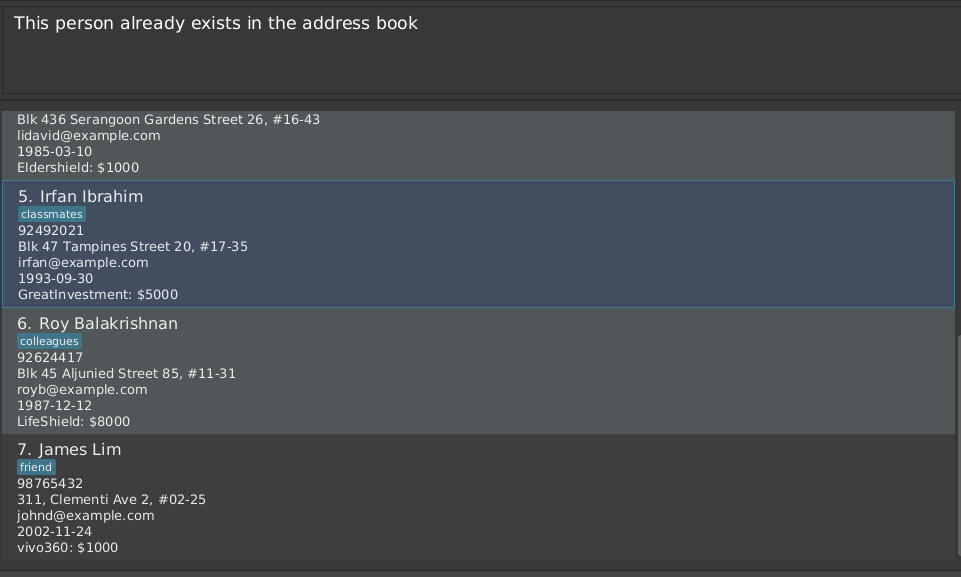 This person already exists in the address book
Blk 436 Serangoon Gardens Street 26, #16-43
lidavid@example.com
1985-03-10
Eldershield: $1000
5. Irfan Ibrahim
classmates
92492021
Blk 47 Tampines Street 20, #17-35
irfan@example.com
1993-09-30
GreatInvestment: $5000
6. Roy Balakrishnan
colleagues
92624417
Blk 45 Aljunied Street 85, #11-31
royb@example.com
1987-12-12
LifeShield: $8000
7. James Lim
friend
98765432
311, Clementi Ave 2, #02-25
johnd@example.com
2002-11-24
vivo360: $1000